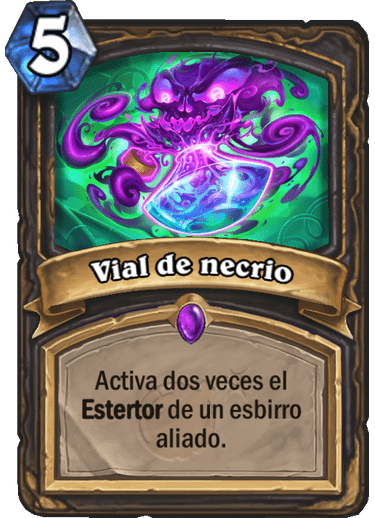 5
Vial de necrio
Activa dos veces el
Estertor de un esbirro
aliado.